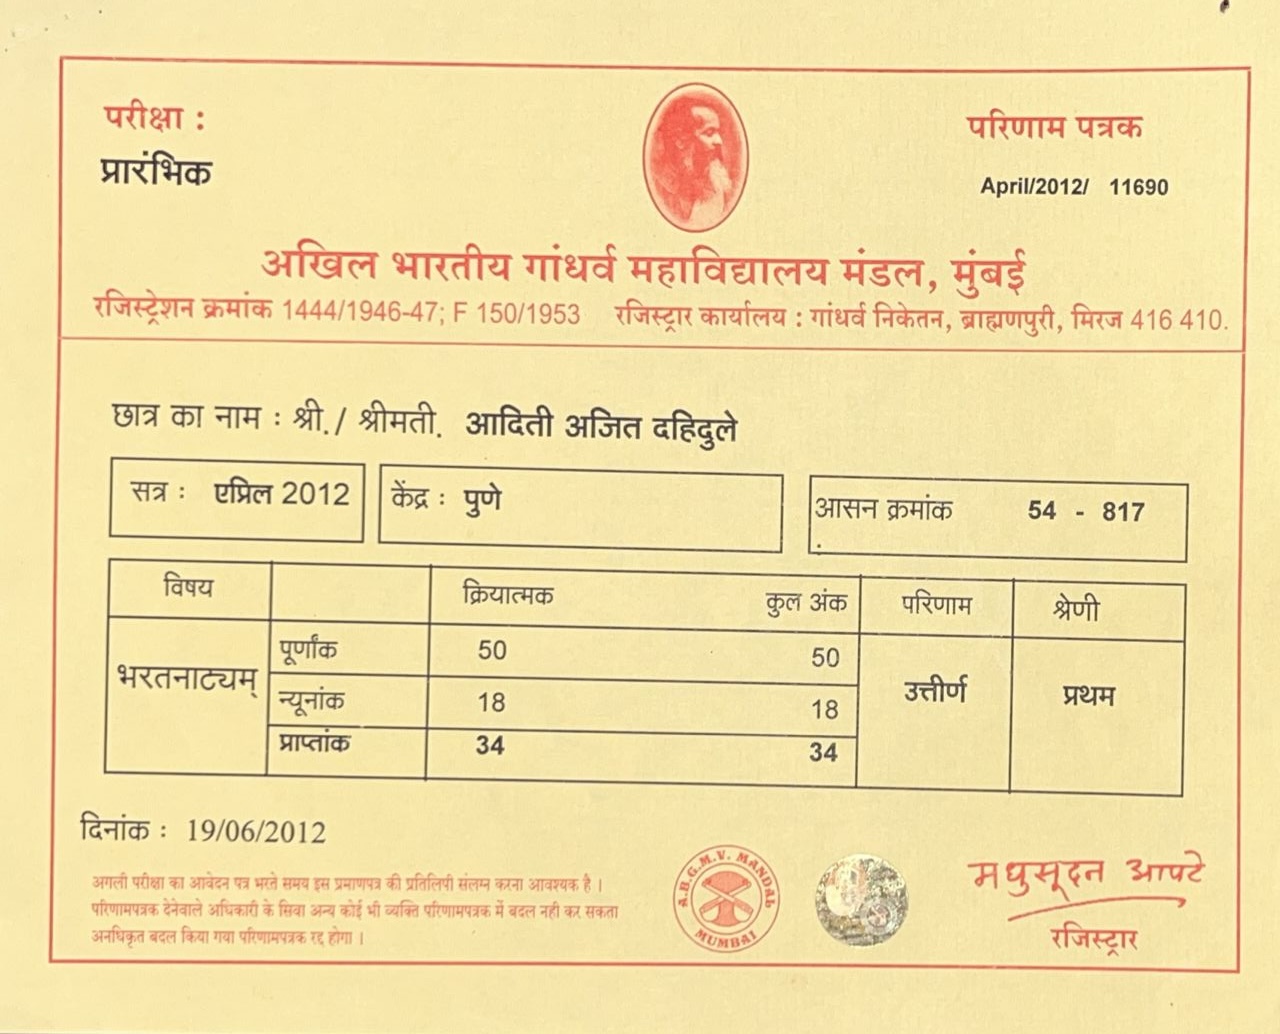 परीक्षा :
प्रारंभिक
परिणाम पत्रक
April/2012/ 11690
अखिल भारतीय गांधर्व महाविद्यालय मंडल, मुंबई
रजिस्ट्रेशन क्रमांक 1444/1946-47; F 150/1953 रजिस्ट्रार कार्यालय : गांधर्व निकेतन, ब्राह्मणपुरी, मिरज 416 410.
छात्र का नाम : श्री. / श्रीमती. आदिती अजित दहिदुले
सत्र : एप्रिल 2012 केंद्र : पुणे आसन क्रमांक 54 - 817
विषय क्रियात्मक कुल अंक परिणाम श्रेणी
पूर्णांक 50 50
भरतनाट्यम् न्यूनांक 18 18 उत्तीर्ण प्रथम
प्राप्तांक 34 34
दिनांक : 19/06/2012
अगली परीक्षा का आवेदन पत्र भरते समय इस प्रमाणपत्र की प्रतिलिपी संलग्न करना आवश्यक है ।
परिणामपत्रक देनेवाले अधिकारी के सिवा अन्य कोई भी व्यक्ति परिणामपत्रक में बदल नही कर सकता
अनधिकृत बदल किया गया परिणामपत्रक रद्द होगा ।
A.B.G.M.V. MANDAL
MUMBAI
मधुसूदन आपटे
रजिस्ट्रार